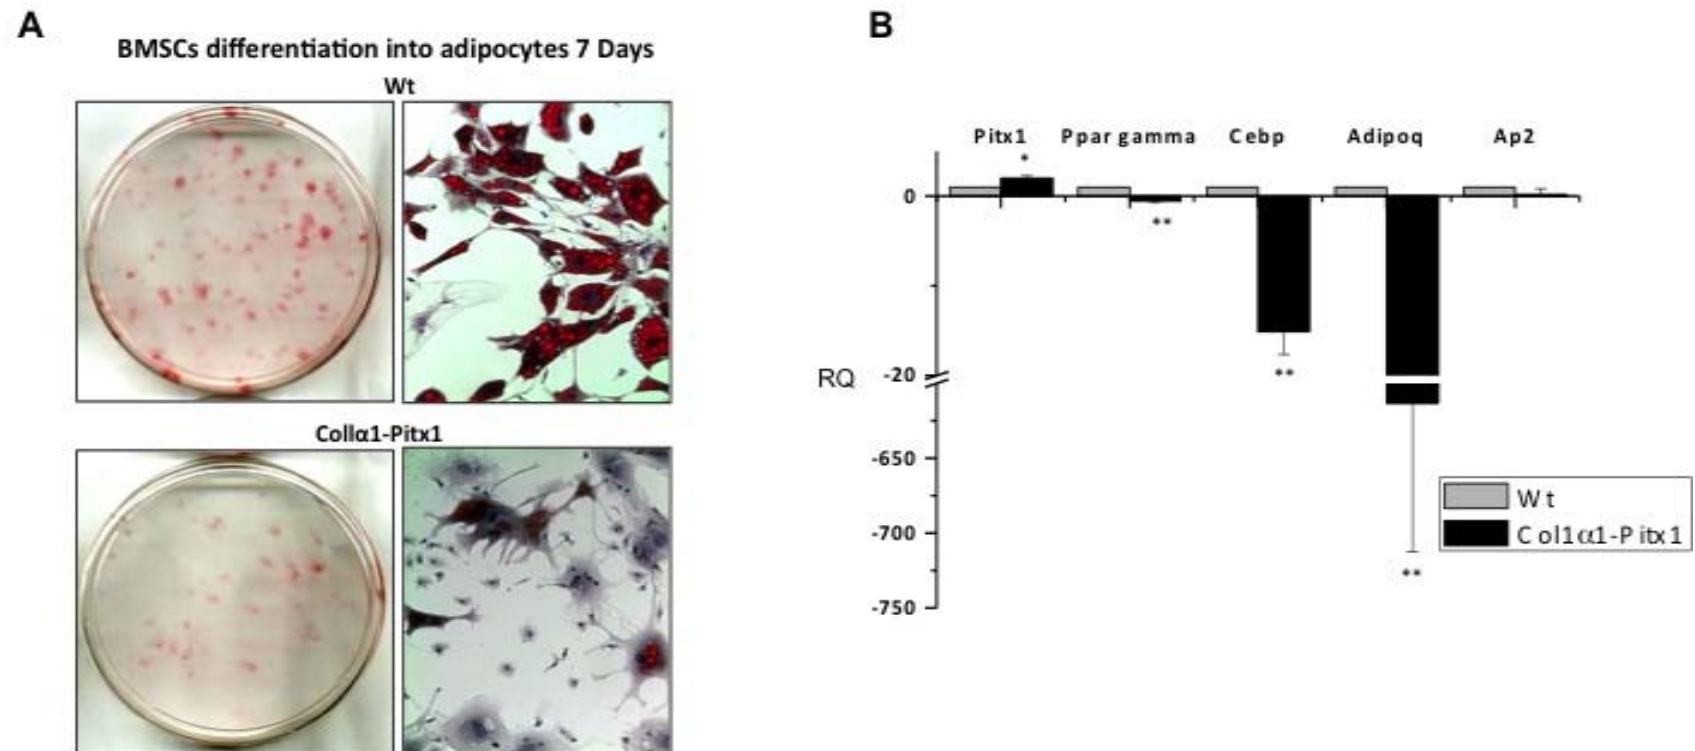 A
BMSCs differentiation into adipocytes 7 Days
Wt
Collα1-Pitx1
B
Pitx1 Ppar gamma Cebp Adipoq Ap2
*
0
**
**
-20
RQ
-650
-700
**
-750
Wt
Col1α1-Pitx1